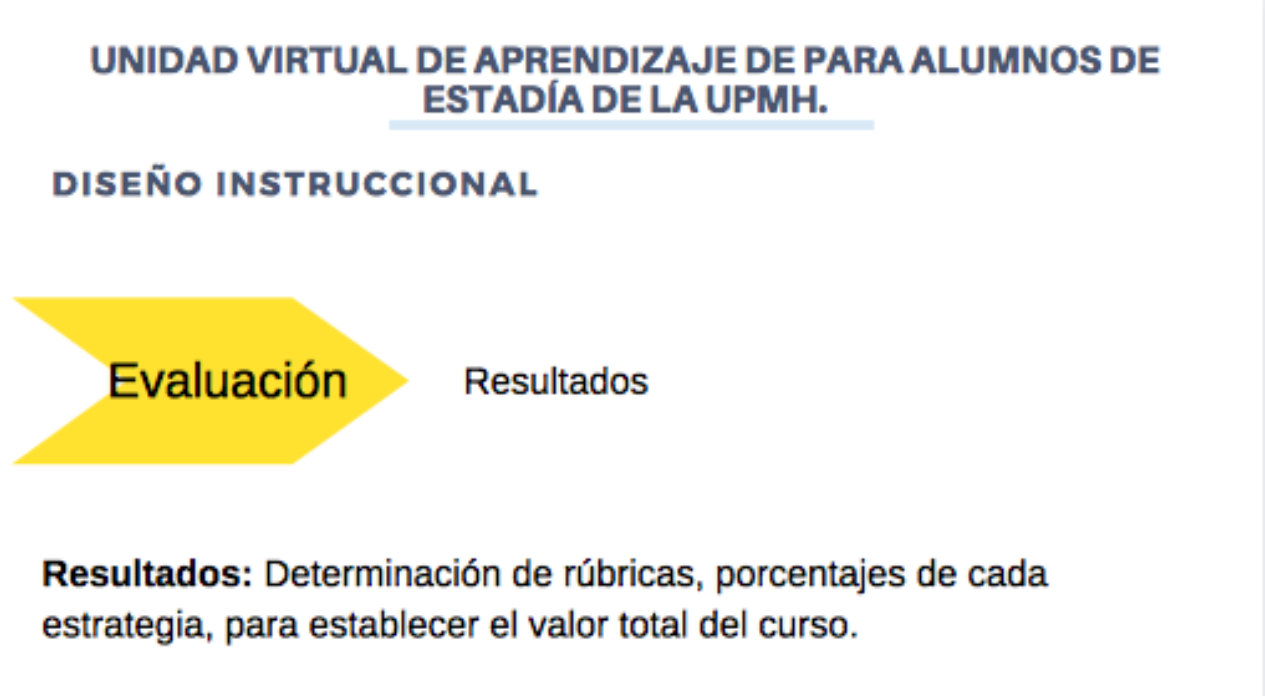 UNIDAD VIRTUAL DE APRENDIZAJE DE PARA ALUMNOS DE
ESTADÍA DE LA UPMH.
DISEÑO INSTRUCCIONAL
Evaluación
Resultados
Resultados: Determinación de rúbricas, porcentajes de cada
estrategia, para establecer el valor total del curso.